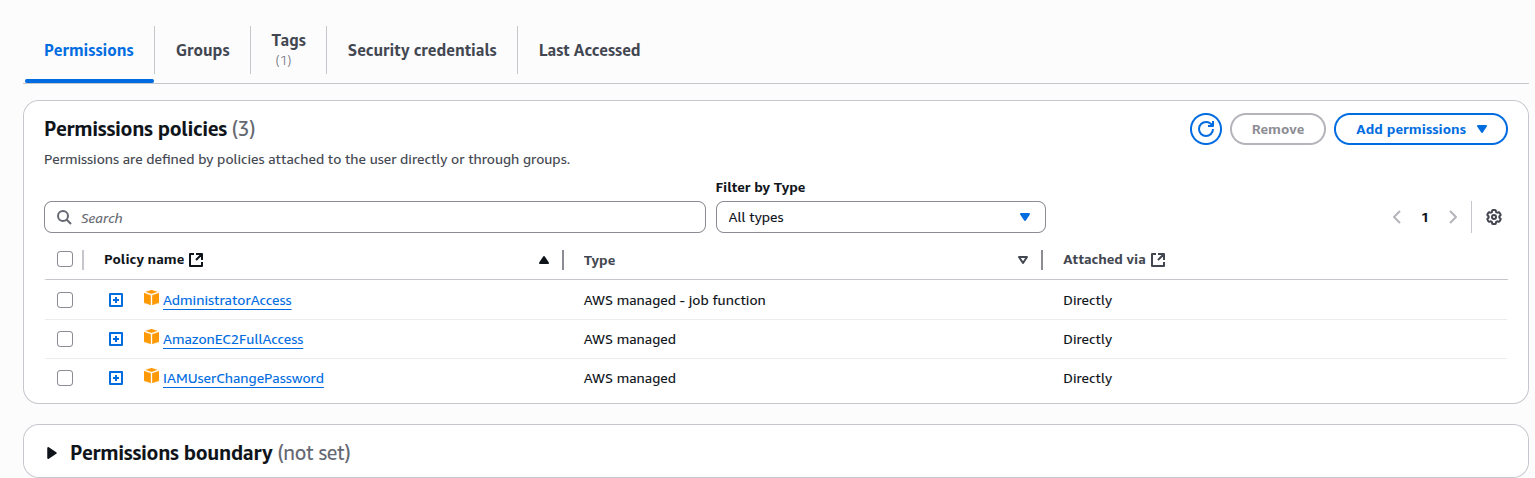 Permissions
Groups
Tags
(1)
Security credentials
Last Accessed
Permissions policies (3)
Remove
Add permissions
Permissions are defined by policies attached to the user directly or through groups.
Filter by Type
Search
All types
1
Policy name
Type
Attached via
AdministratorAccess
AWS managed - job function
Directly
AmazonEC2FullAccess
AWS managed
Directly
IAMUserChangePassword
AWS managed
Directly
Permissions boundary (not set)